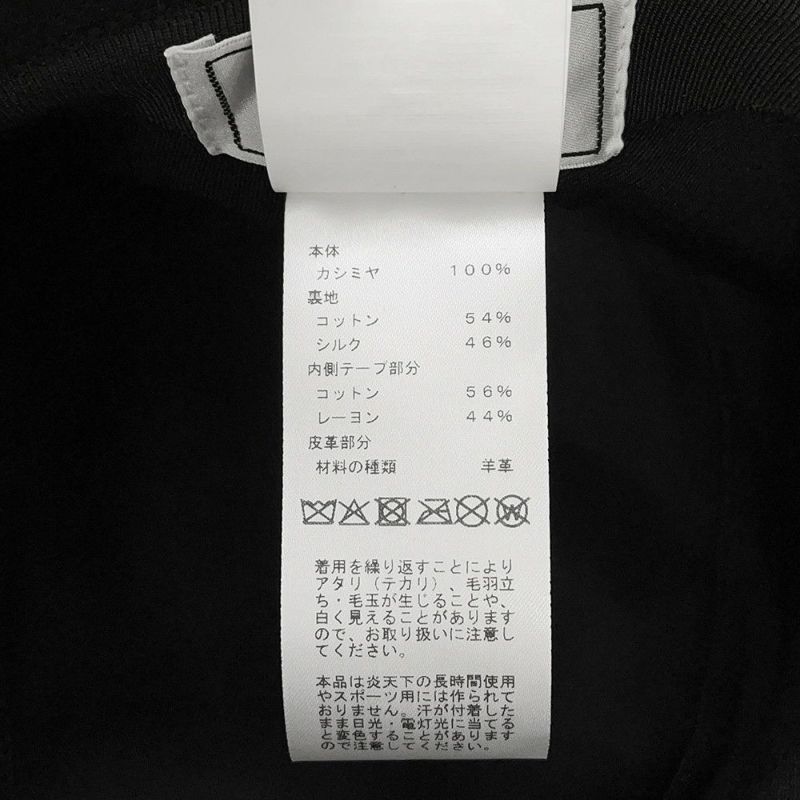 本体
カシミヤ 100%
裏地
コットン 54%
シルク 46%
内側テープ部分
コットン 56%
レーヨン 44%
皮革部分
材料の種類 羊革
着用を繰り返すことにより
アタリ（テカリ）、毛羽立
ち・毛玉が生じることや、
白く見えることがあります
ので、お取り扱いに注意し
てください。
本品は炎天下の長時間使用
やスポーツ用には作られて
おりません。汗が付着した
まま日光・電灯光に当てる
と変色することがあります
ので注意してください。